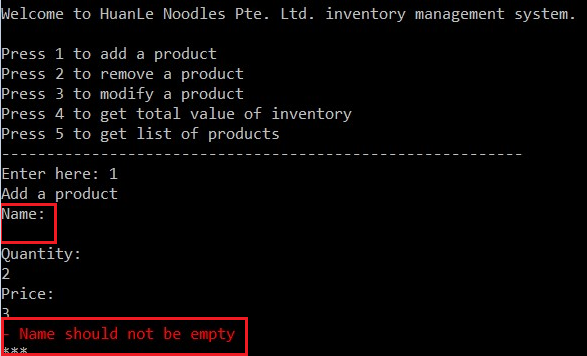 Welcome to HuanLe Noodles Pte. Ltd. inventory management system.
Press 1 to add a product
Press 2 to remove a product
Press 3 to modify a product
Press 4 to get total value of inventory
Press 5 to get list of products
----------------------------------------------------------
Enter here: 1
Add a product
Name:
Quantity:
2
Price:
3
- Name should not be empty
***